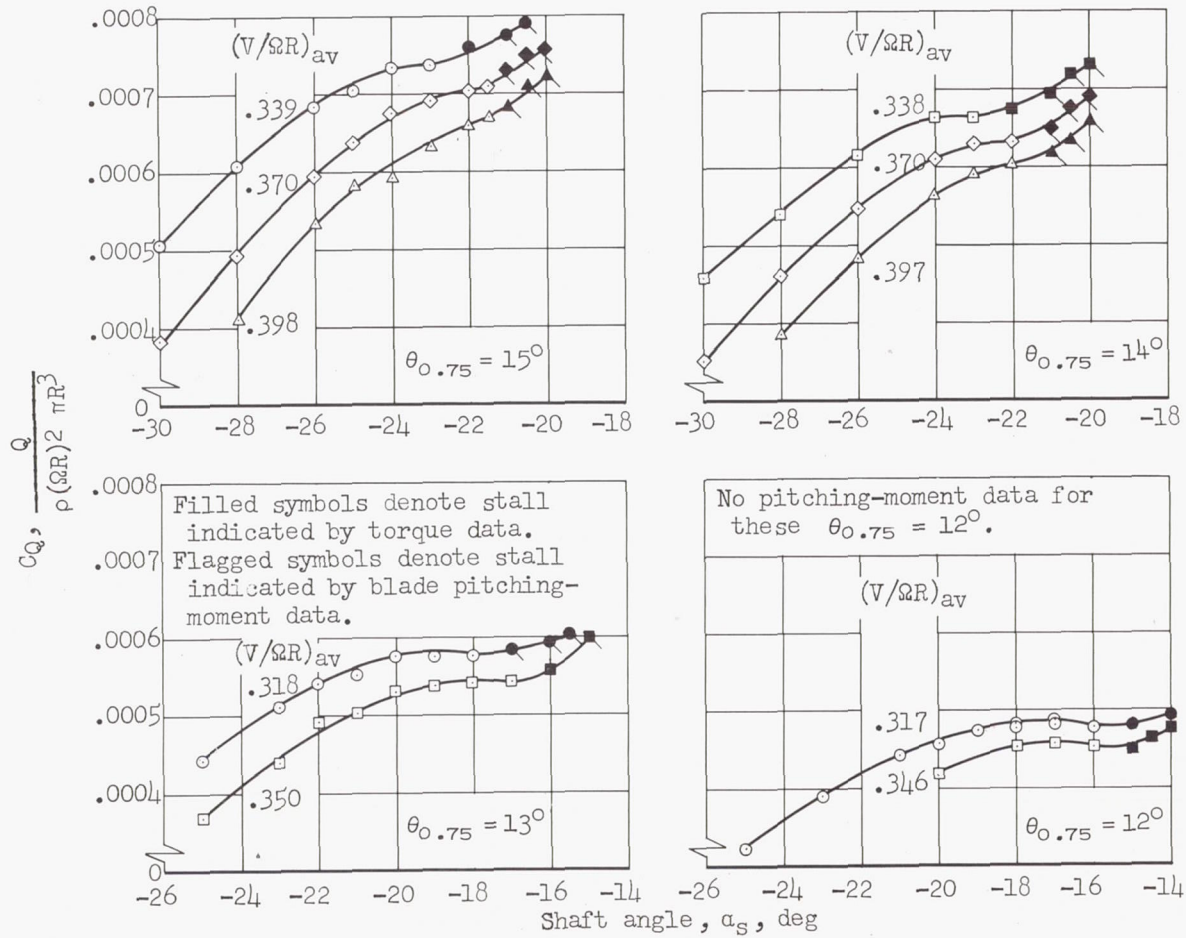 .0008
.0007
.0006
.0005
.0004
0
(V/ΩR)av
.339
.370
.398
θ0.75 = 15°
-30 -28 -26 -24 -22 -20 -18
(V/ΩR)av
.338
.370
.397
θ0.75 = 14°
-30 -28 -26 -24 -22 -20 -18
CQ, Q / ρ(ΩR)2 πR3
.0008
.0007
.0006
.0005
.0004
0
Filled symbols denote stall
indicated by torque data.
Flagged symbols denote stall
indicated by blade pitching-
moment data.
(V/ΩR)av
.318
.350
θ0.75 = 13°
-26 -24 -22 -20 -18 -16 -14
No pitching-moment data for
these θ0.75 = 12°.
(V/ΩR)av
.317
.346
θ0.75 = 12°
-26 -24 -22 -20 -18 -16 -14
Shaft angle, αs, deg